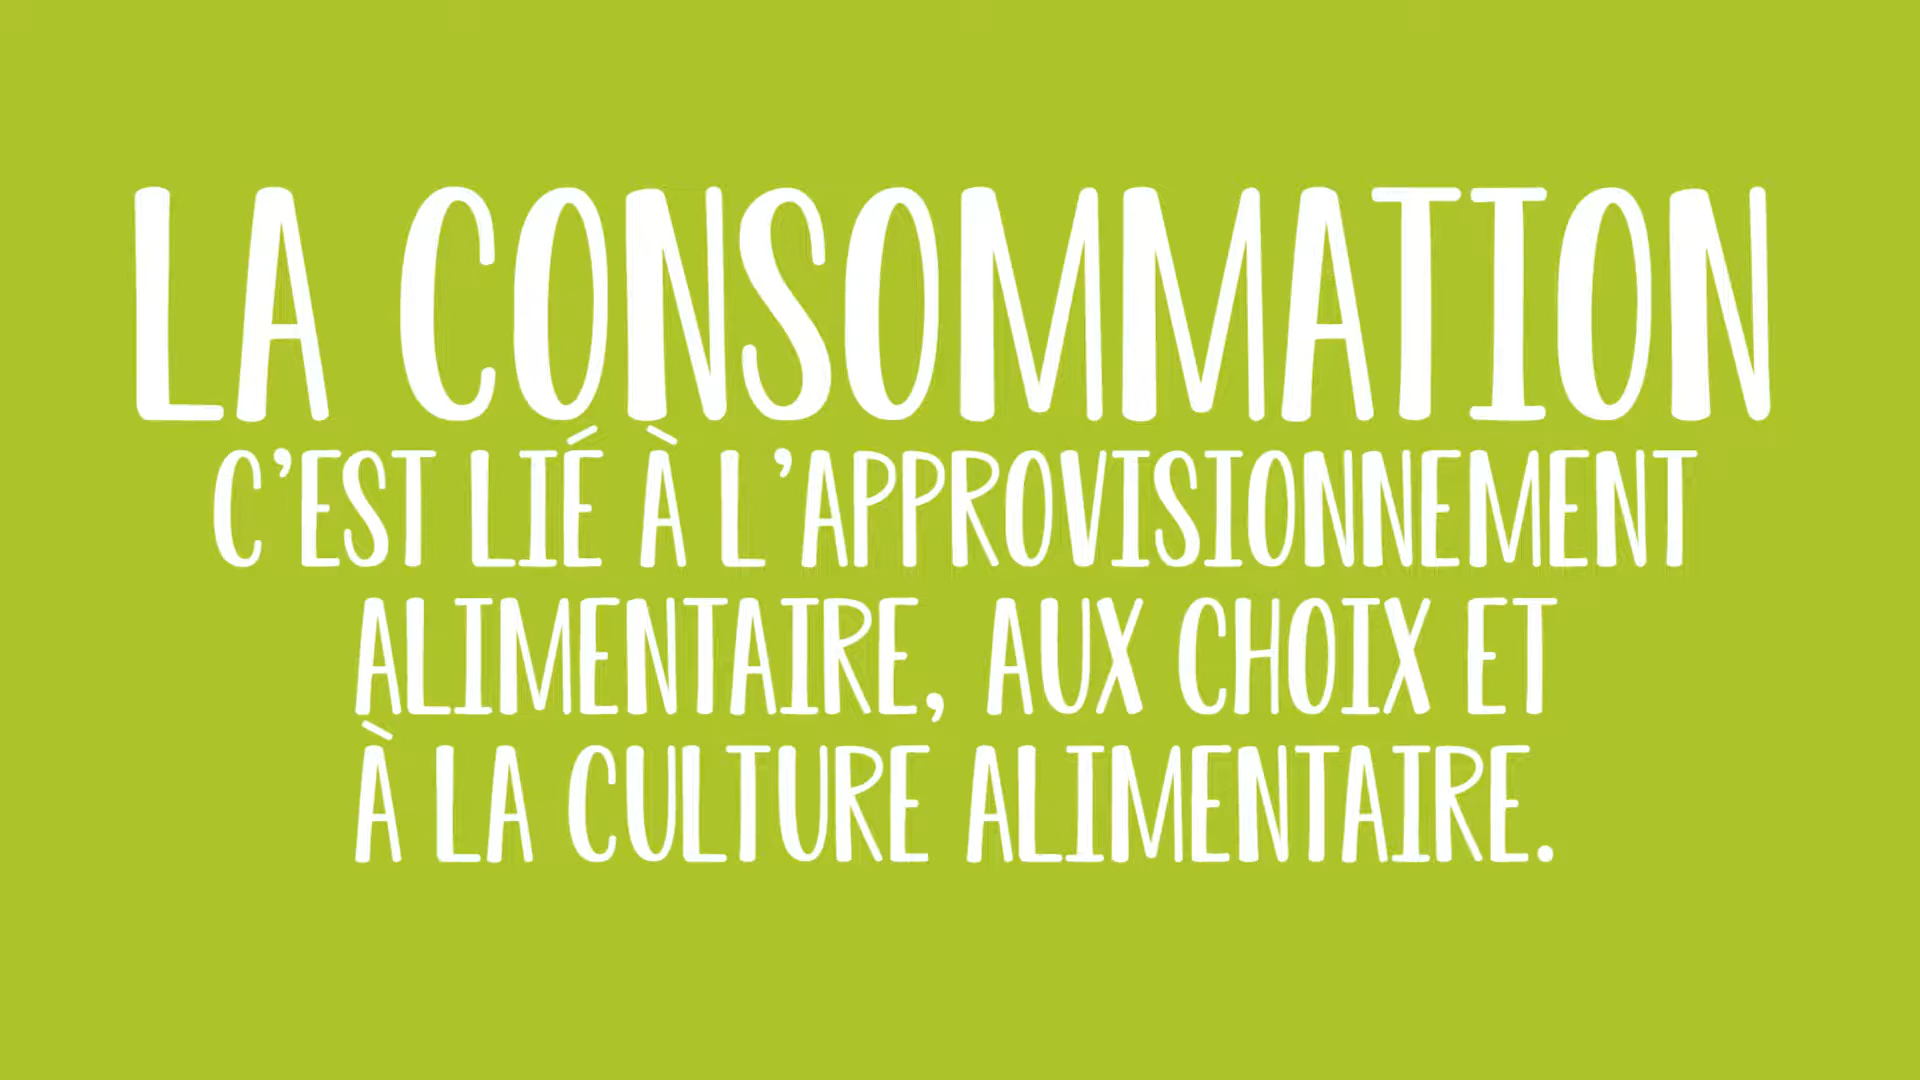 LA CONSOMMATION
C'EST LIÉ À L'APPROVISIONNEMENT
ALIMENTAIRE, AUX CHOIX ET
À LA CULTURE ALIMENTAIRE.